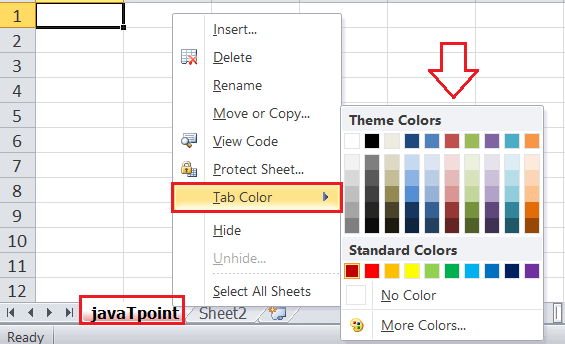 1
2
3
4
5
6
7
8
9
10
11
12
Insert...
Delete
Rename
Move or Copy...
View Code
Protect Sheet...
Tab Color
Hide
Unhide...
Select All Sheets
Theme Colors
Standard Colors
No Color
More Colors...
javaTpoint
Sheet2
Ready